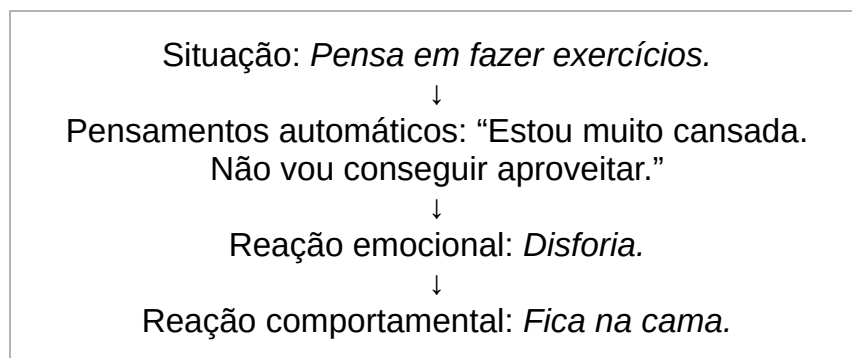 Situação: Pensa em fazer exercícios.
↓
Pensamentos automáticos: “Estou muito cansada.
Não vou conseguir aproveitar.”
↓
Reação emocional: Disforia.
↓
Reação comportamental: Fica na cama.